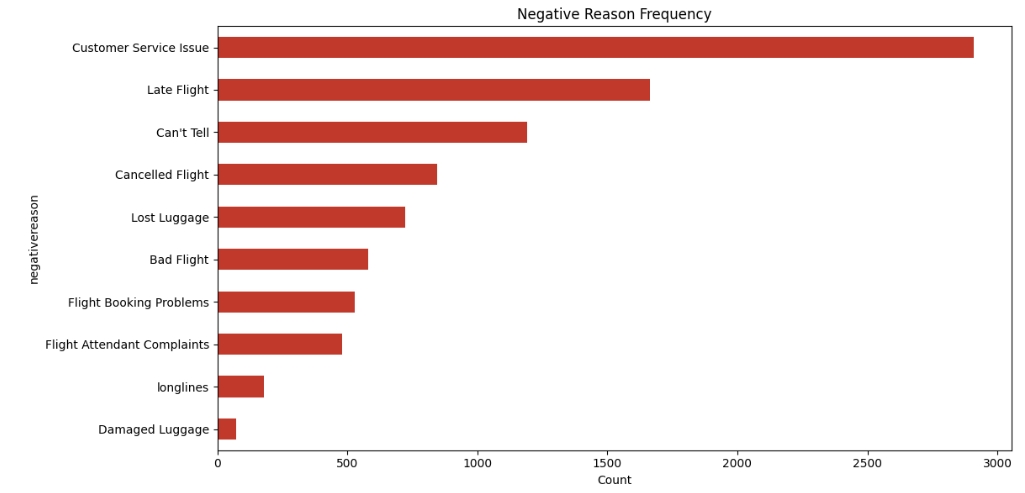 Negative Reason Frequency
Customer Service Issue
Late Flight
Can't Tell
Cancelled Flight
Lost Luggage
Bad Flight
Flight Booking Problems
Flight Attendant Complaints
longlines
Damaged Luggage
negativereason
0 500 1000 1500 2000 2500 3000
Count